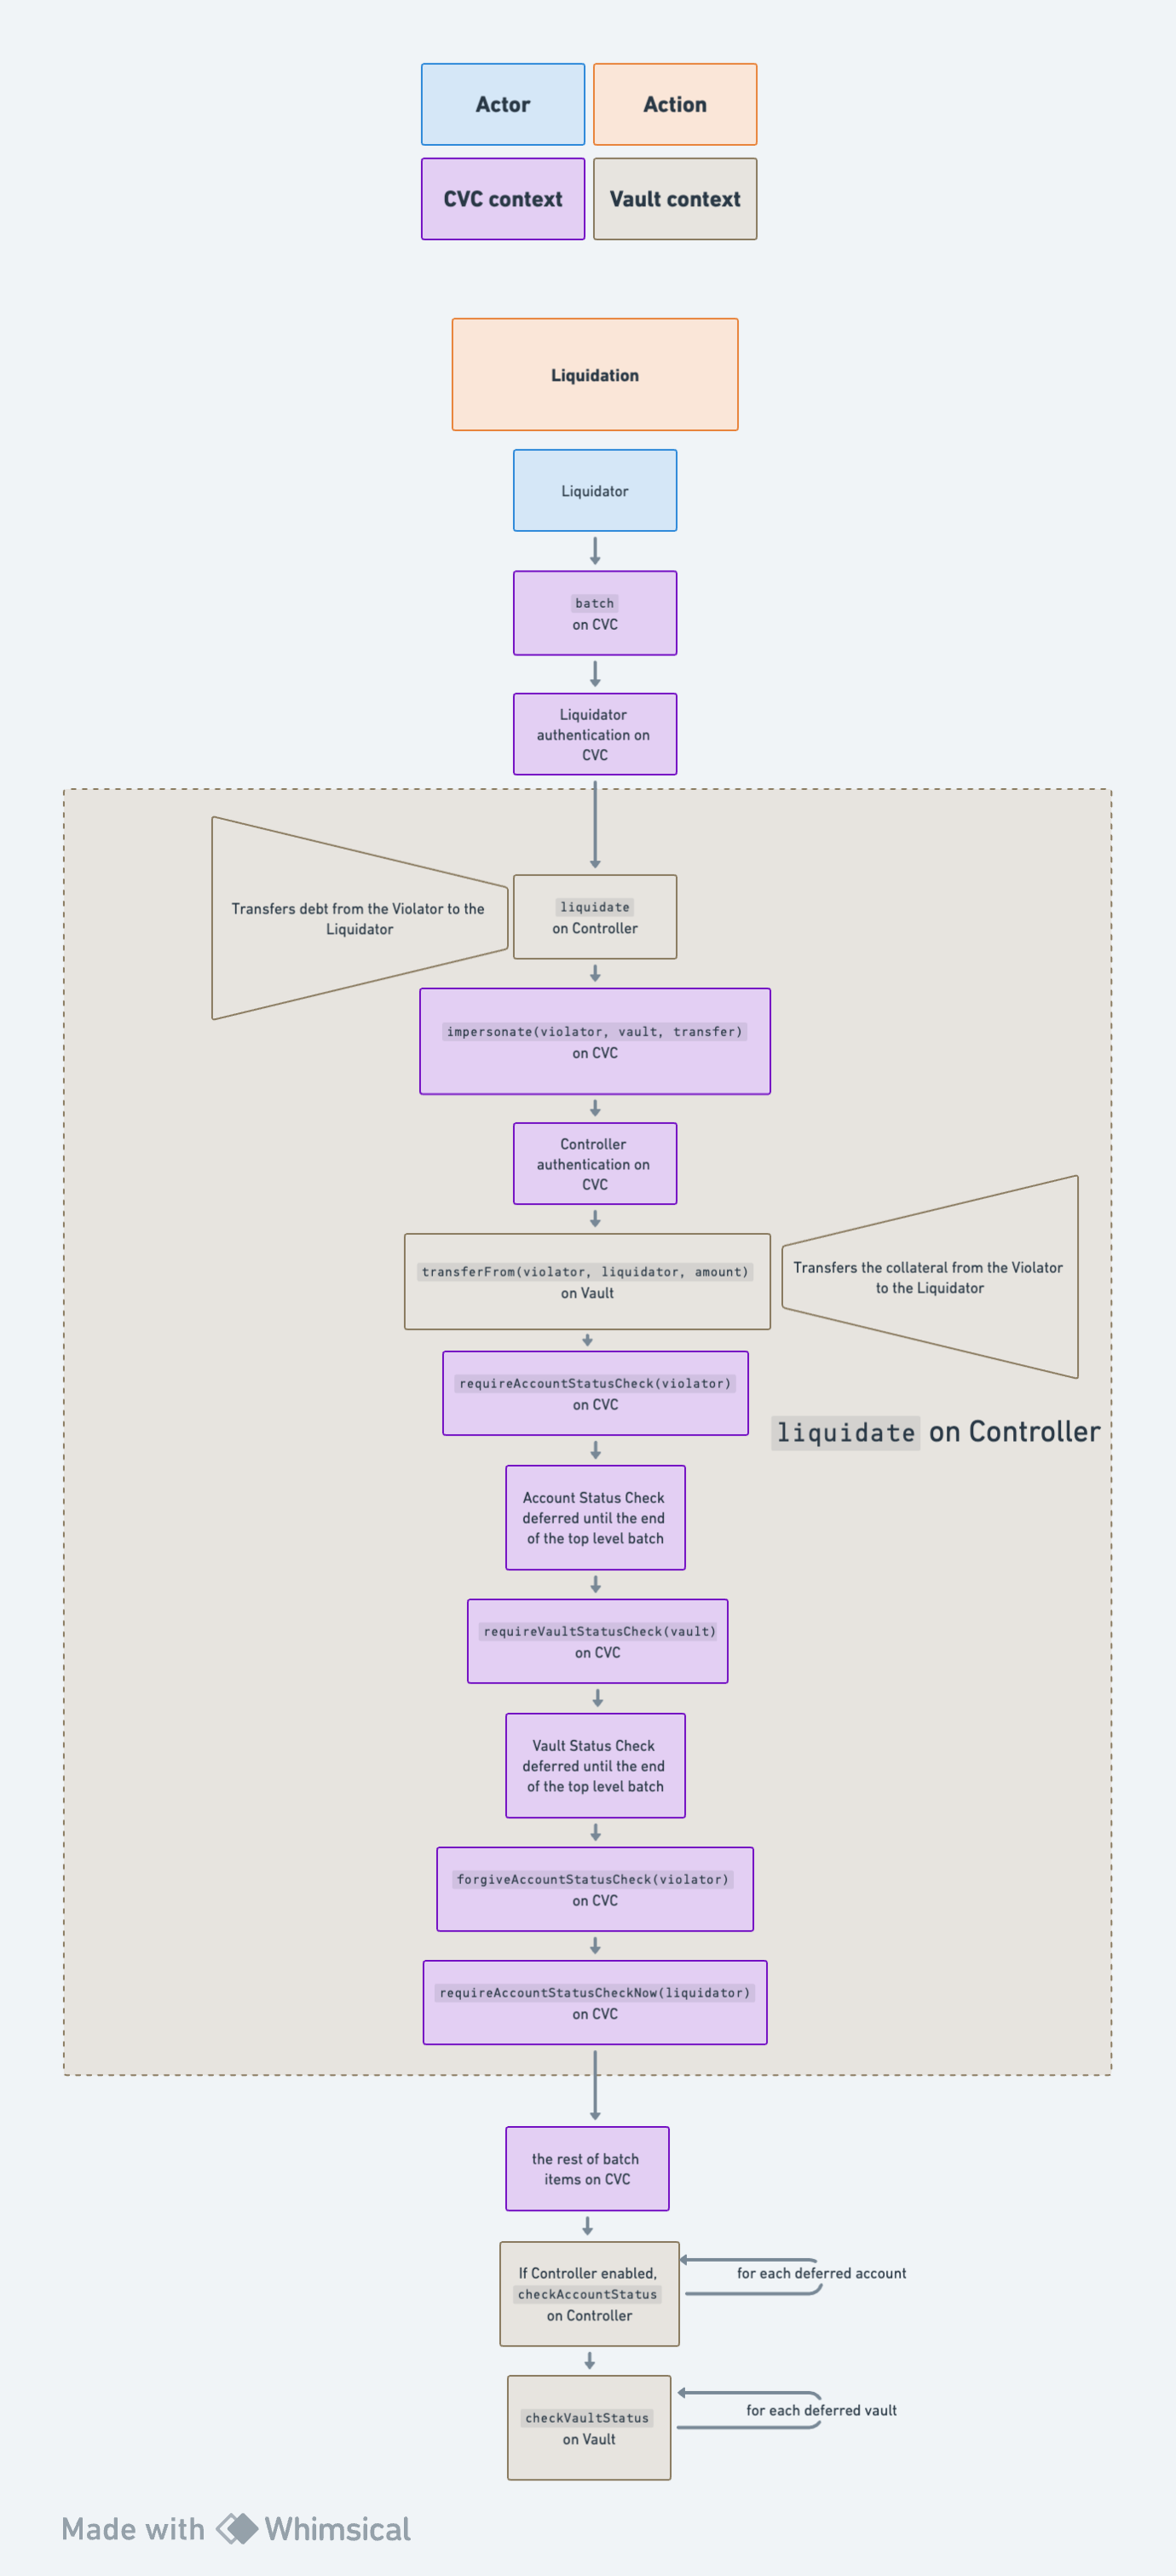 Actor
Action
CVC context
Vault context
Liquidation
Liquidator
batch
on CVC
Liquidator
authentication on
CVC
Transfers debt from the Violator to the
Liquidator
liquidate
on Controller
impersonate(violator, vault, transfer)
on CVC
Controller
authentication on
CVC
transferFrom(violator, liquidator, amount)
on Vault
Transfers the collateral from the Violator
to the Liquidator
requireAccountStatusCheck(violator)
on CVC
liquidate on Controller
Account Status Check
deferred until the end
of the top level batch
requireVaultStatusCheck(vault)
on CVC
Vault Status Check
deferred until the end
of the top level batch
forgiveAccountStatusCheck(violator)
on CVC
requireAccountStatusCheckNow(liquidator)
on CVC
the rest of batch
items on CVC
If Controller enabled,
checkAccountStatus
on Controller
for each deferred account
checkVaultStatus
on Vault
for each deferred vault
Made with Whimsical